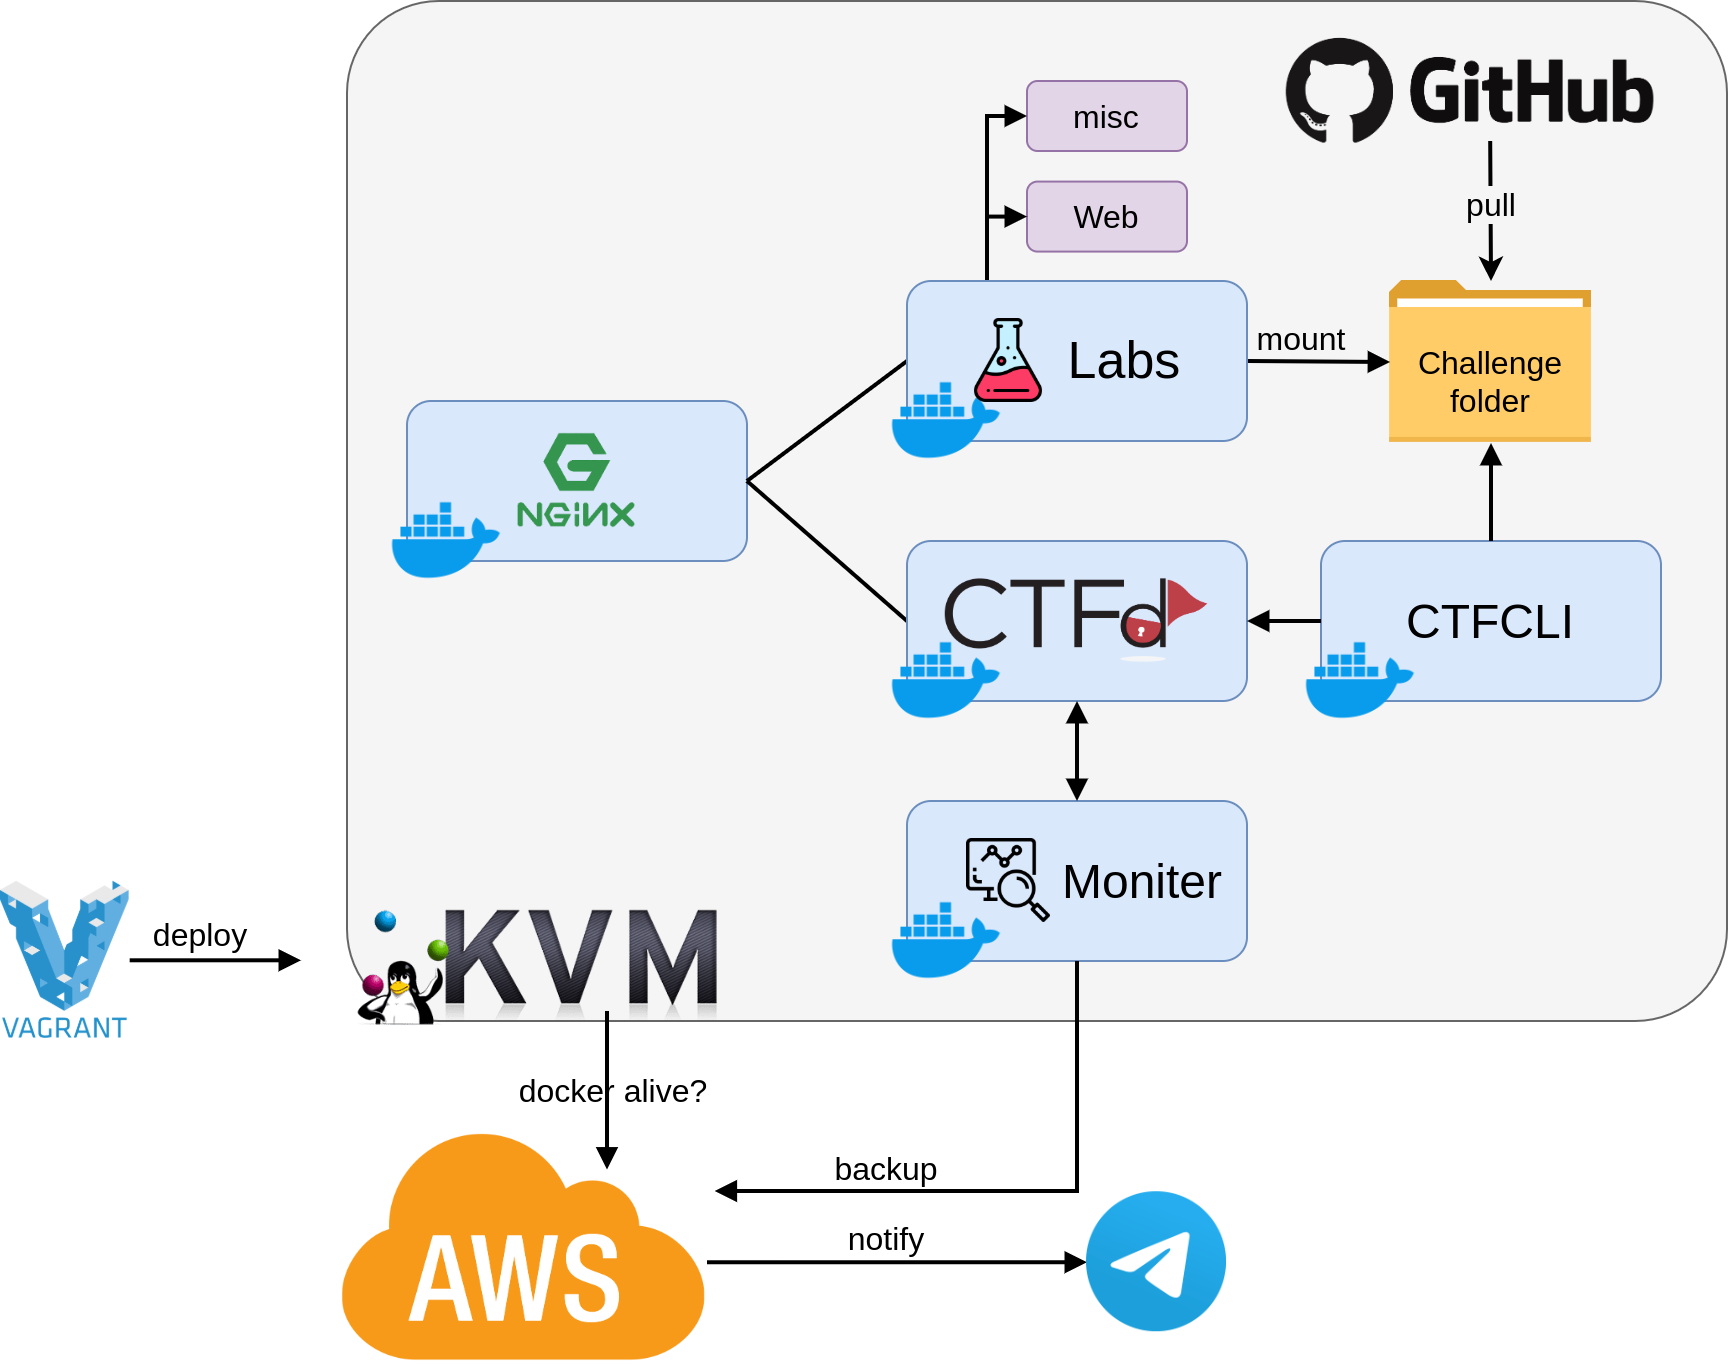 GitHub
misc
pull
Web
Labs
mount
Challenge
folder
NGiNX
CTFd
CTFCLI
Moniter
KVM
deploy
VAGRANT
docker alive?
backup
notify
AWS